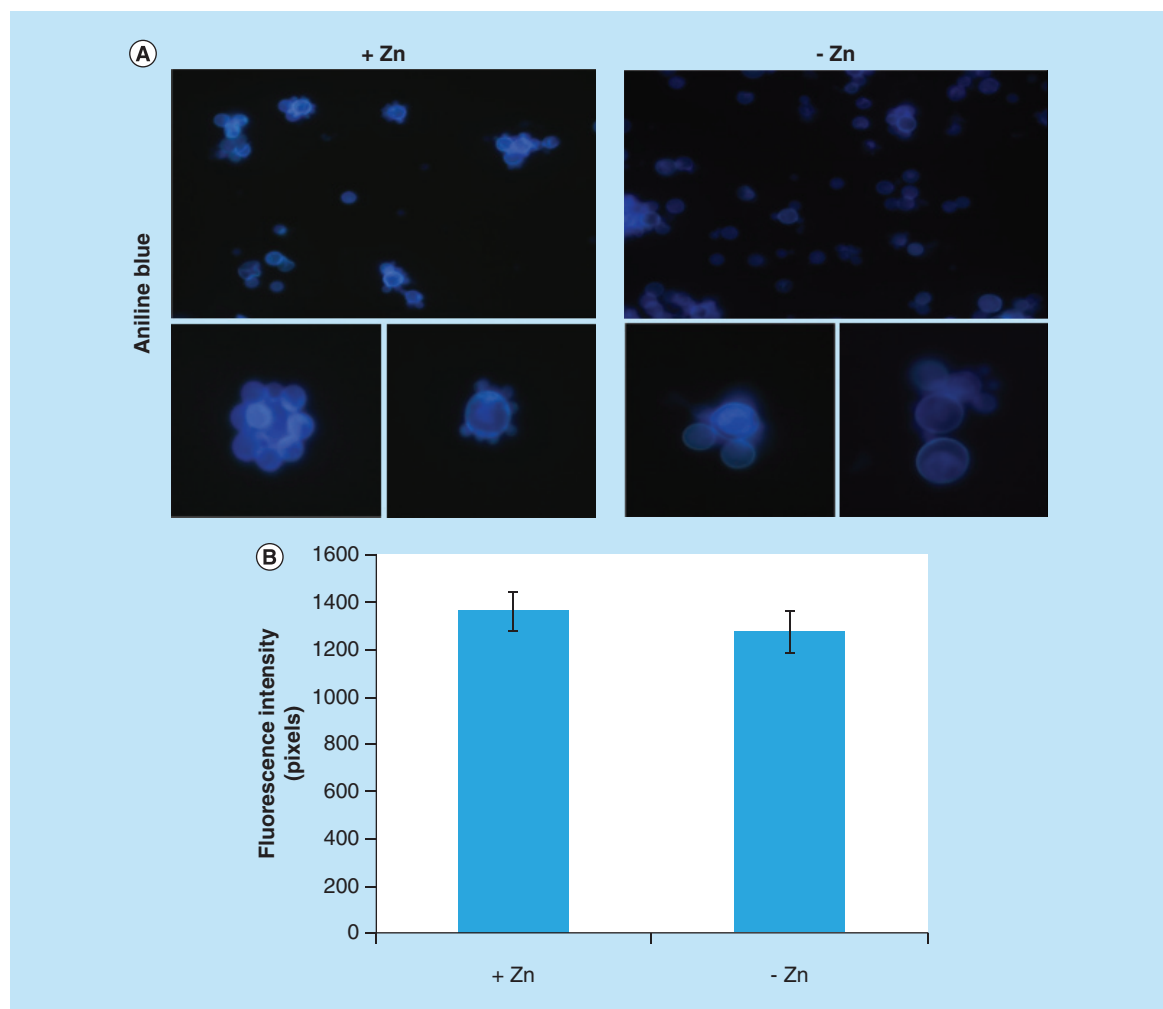 A
+ Zn
- Zn
Aniline blue
B
Fluorescence intensity
(pixels)
1600
1400
1200
1000
800
600
400
200
0
+ Zn
- Zn